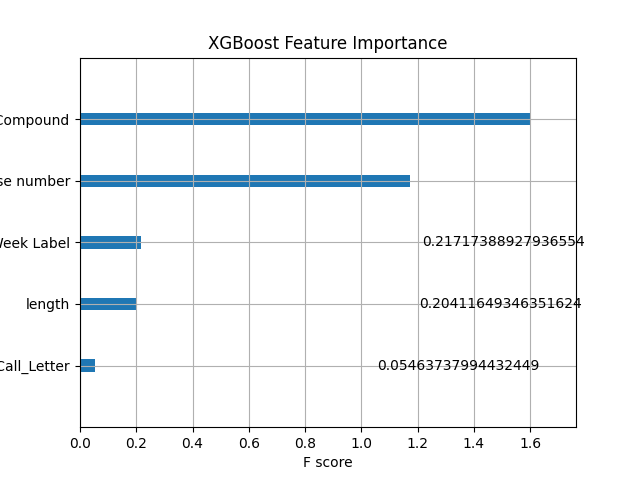 XGBoost Feature Importance
Compound
se number
Week Label 0.21717388927936554
length 0.20411649346351624
Call_Letter 0.05463737994432449
0.0 0.2 0.4 0.6 0.8 1.0 1.2 1.4 1.6
F score